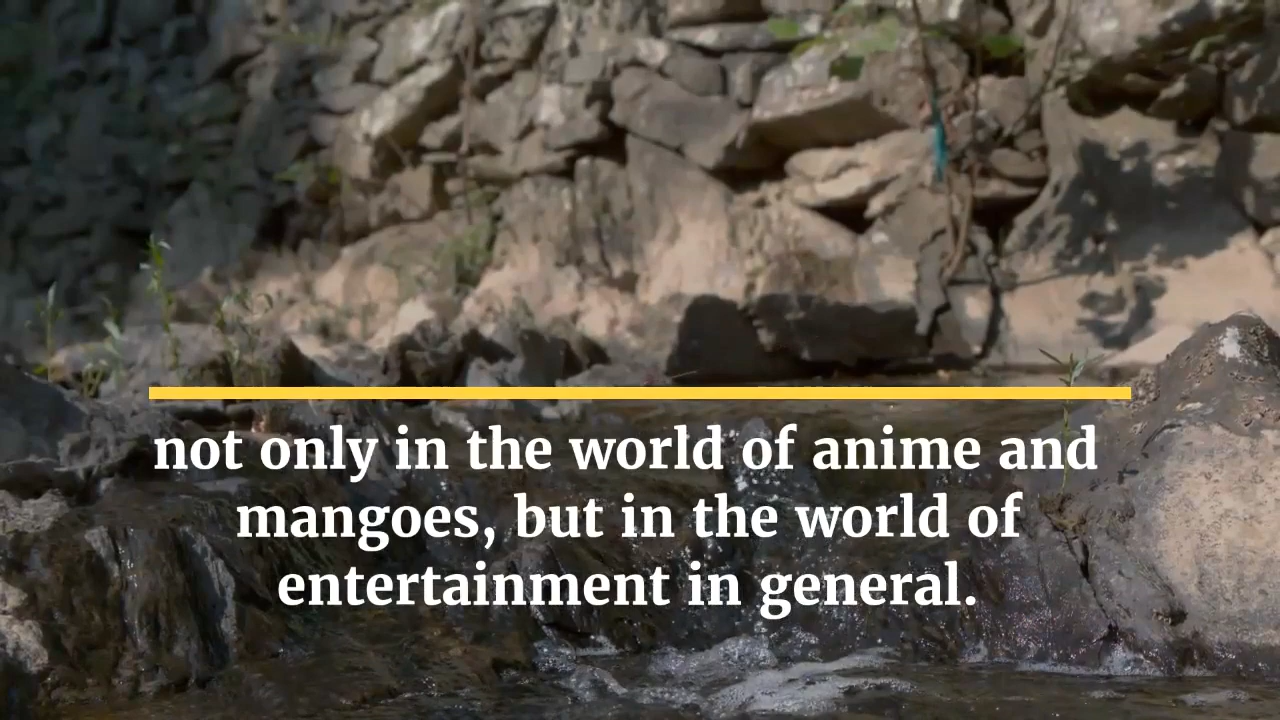 not only in the world of anime and
mangoes, but in the world of
entertainment in general.